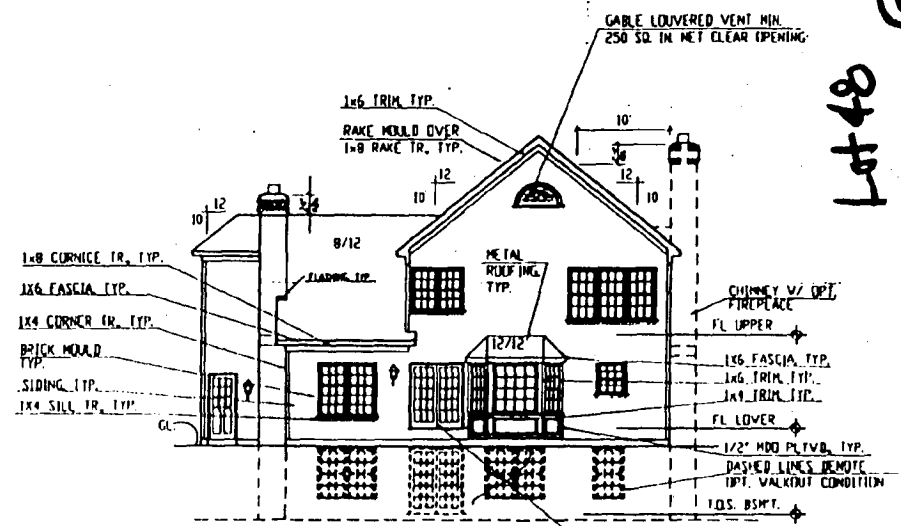 GABLE LOUVERED VENT MIN.
250 SQ. IN NET CLEAR OPENING
Lot 48
1x6 TRIM, TYP.
RAKE MOULD OVER
1x8 RAKE TR., TYP.
10'
12
10
12
10
12
10
8/12
FLASHING TYP.
METAL
ROOFING,
TYP.
12/12
1x8 CORNICE TR., TYP.
1X6 FASCIA, TYP.
1X4 CORNER TR., TYP.
BRICK MOULD
TYP.
SIDING, TYP.
1X4 SILL TR., TYP.
GL
CHIMNEY W/ OPT.
FIREPLACE
FL UPPER
1x6 FASCIA, TYP.
1x6 TRIM, TYP.
1x4 TRIM, TYP.
FL LOWER
1/2" MDO PLYWD., TYP.
DASHED LINES DENOTE
OPT. WALKOUT CONDITION
T.O.S. BSM'T.